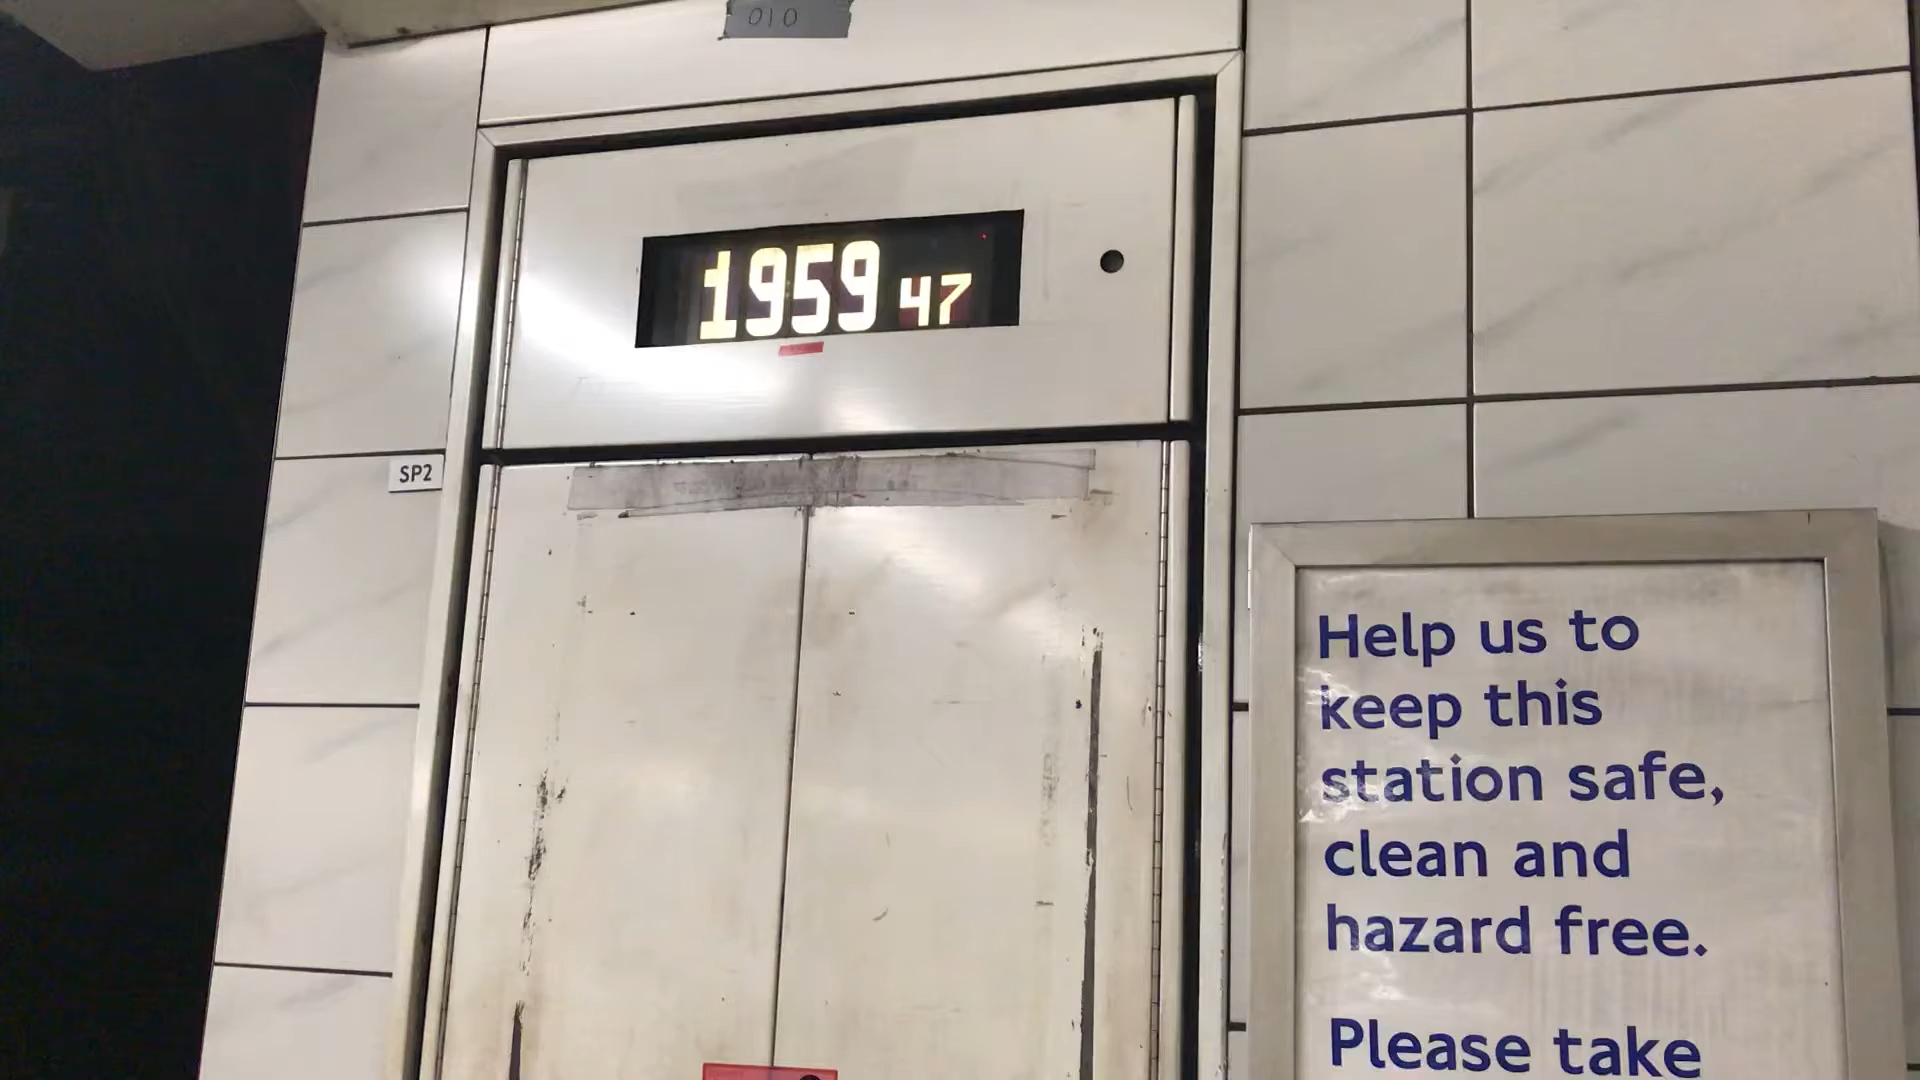 010
1959 47
SP2
Help us to
keep this
station safe,
clean and
hazard free.
Please take